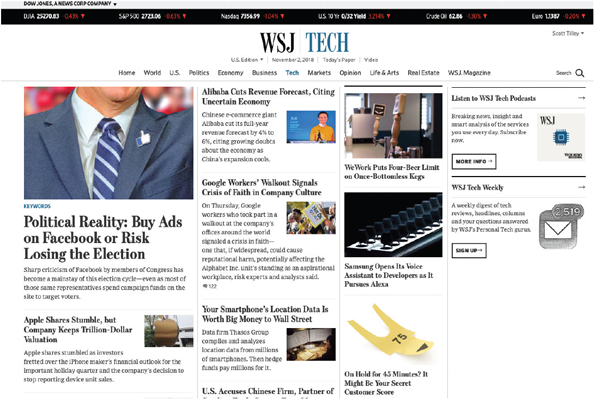 DOW JONES, A NEWS CORP COMPANY ▼
DJIA 25270.83 -0.43% ▼ S&P 500 2723.06 -0.63% ▼ Nasdaq 7356.99 -1.04% ▼ U.S. 10 Yr 0/32 Yield 3.214% ▼ Crude Oil 62.86 -1.30% ▼ Euro 1.1387 -0.20% ▼
WSJ TECH
Scott Tilley ▼
U.S. Edition ▼ November 2, 2018 Today's Paper Video
Home World U.S. Politics Economy Business Tech Markets Opinion Life & Arts Real Estate WSJ. Magazine Search
KEYWORDS
Political Reality: Buy Ads
on Facebook or Risk
Losing the Election
Sharp criticism of Facebook by members of Congress has
become a mainstay of this election cycle—even as most of
those same representatives spend campaign funds on the
site to target voters.
Apple Shares Stumble, but
Company Keeps Trillion-Dollar
Valuation
Apple shares stumbled as investors
fretted over the iPhone maker's financial outlook for the
important holiday quarter and the company's decision to
stop reporting device unit sales.
Alibaba Cuts Revenue Forecast, Citing
Uncertain Economy
Chinese e-commerce giant
Alibaba cut its full-year
revenue forecast by 4% to
6%, citing growing doubts
about the economy as
China's expansion cools.
Google Workers' Walkout Signals
Crisis of Faith in Company Culture
On Thursday, Google
workers who took part in a
walkout at the company's
offices around the world
signaled a crisis in faith—
one that, if widespread, could cause
reputational harm, potentially affecting the
Alphabet Inc. unit's standing as an aspirational
workplace, risk experts and analysts said.
122
Your Smartphone's Location Data Is
Worth Big Money to Wall Street
Data firm Thasos Group
compiles and analyzes
location data from millions
of smartphones. Then hedge
funds pay millions for it.
U.S. Accuses Chinese Firm, Partner of
WeWork Puts Four-Beer Limit
on Once-Bottomless Kegs
Samsung Opens Its Voice
Assistant to Developers as It
Pursues Alexa
75
On Hold for 45 Minutes? It
Might Be Your Secret
Customer Score
Listen to WSJ Tech Podcasts →
Breaking news, insight and
smart analysis of the services
you use every day. Subscribe
now.
WSJ
TECH NEWS
MORE INFO →
WSJ Tech Weekly →
A weekly digest of tech
reviews, headlines, columns
and your questions answered
by WSJ's Personal Tech gurus.
2,519
SIGN UP →